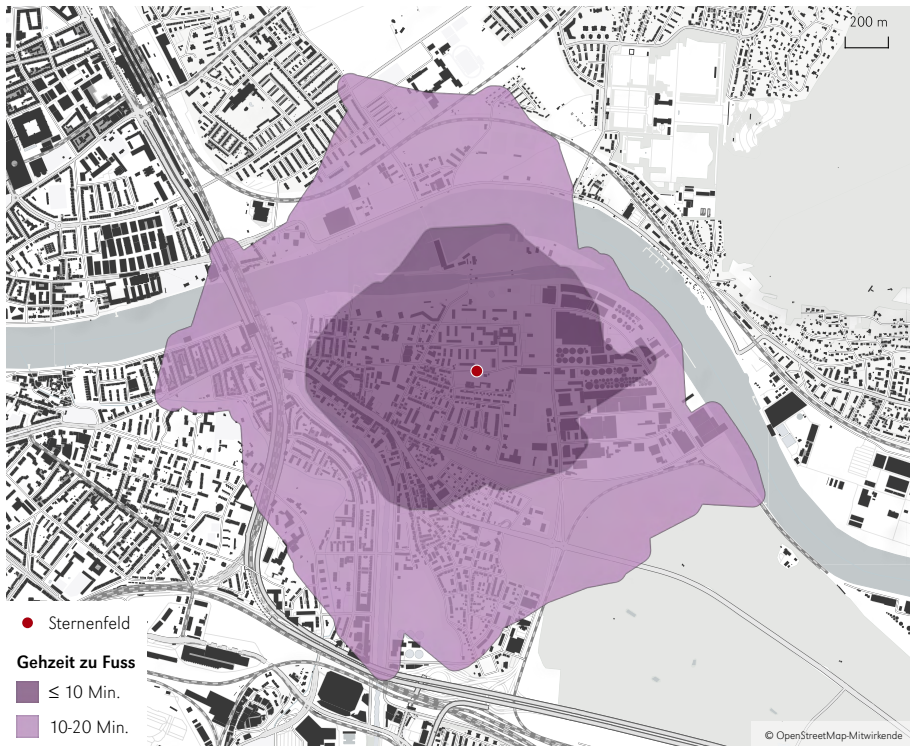 200 m
Sternenfeld
Gehzeit zu Fuss
≤ 10 Min.
10-20 Min.
© OpenStreetMap-Mitwirkende